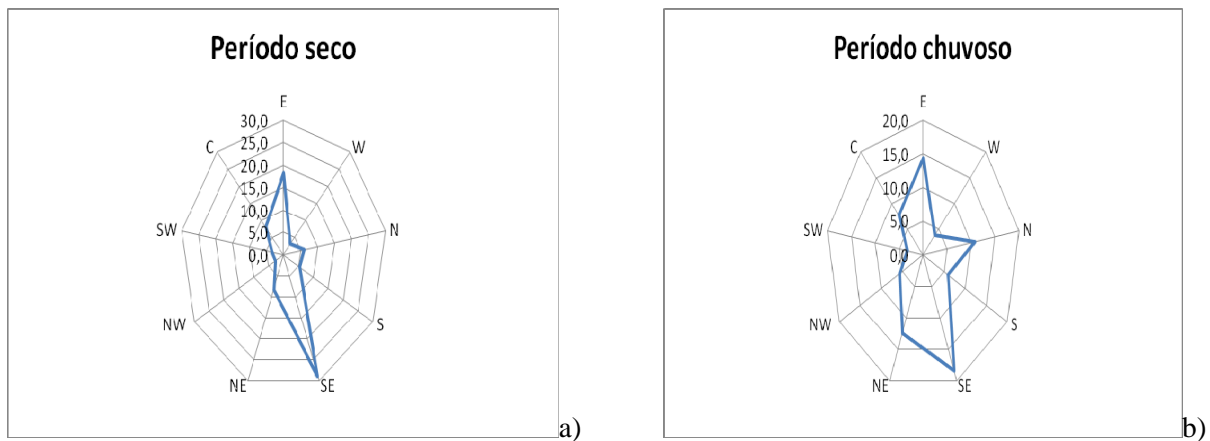 Período seco
E
30,0
25,0
20,0
15,0
10,0
5,0
0,0
W
N
S
SE
NE
NW
SW
C
a)
Período chuvoso
E
20,0
15,0
10,0
5,0
0,0
W
N
S
SE
NE
NW
SW
C
b)